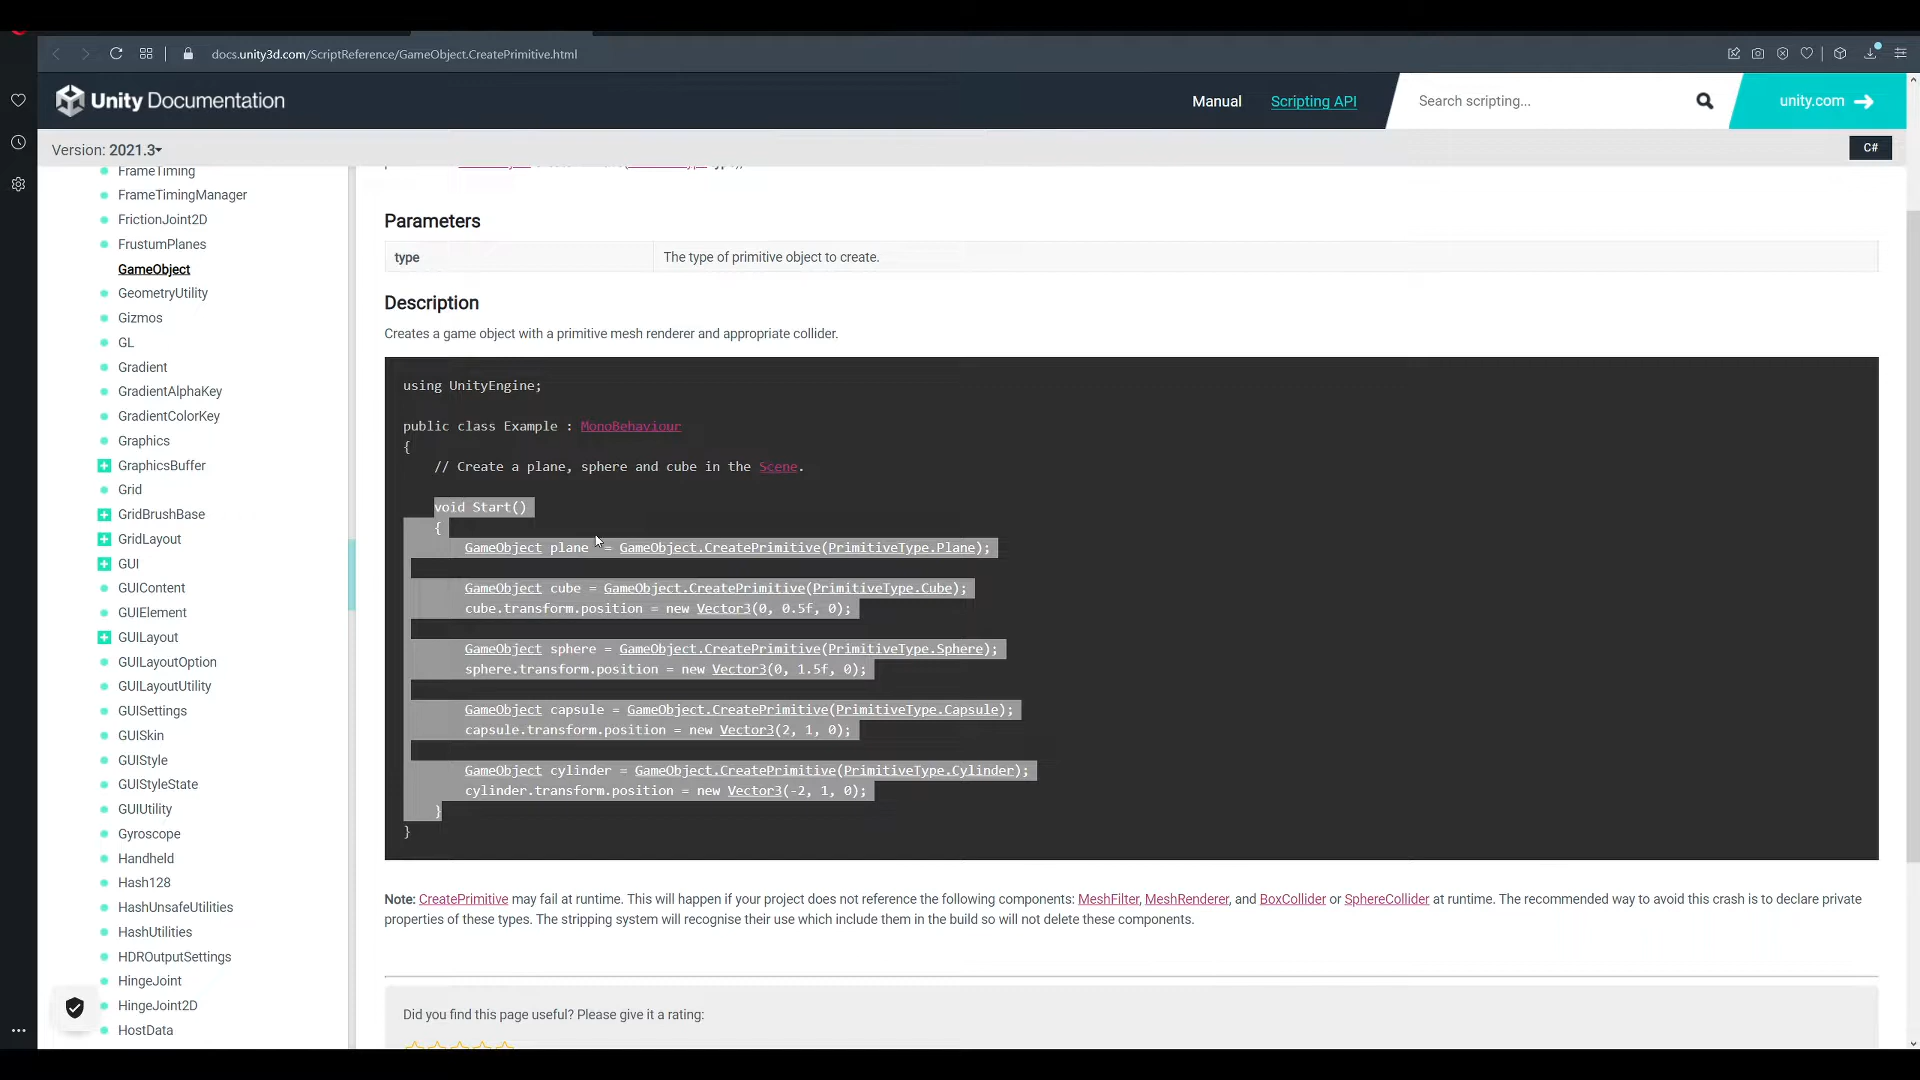 docs.unity3d.com/ScriptReference/GameObject.CreatePrimitive.html
Unity Documentation
Manual
Scripting API
Search scripting...
unity.com
Version: 2021.3
C#
FrameTiming
FrameTimingManager
FrictionJoint2D
FrustumPlanes
GameObject
GeometryUtility
Gizmos
GL
Gradient
GradientAlphaKey
GradientColorKey
Graphics
GraphicsBuffer
Grid
GridBrushBase
GridLayout
GUI
GUIContent
GUIElement
GUILayout
GUILayoutOption
GUILayoutUtility
GUISettings
GUISkin
GUIStyle
GUIStyleState
GUIUtility
Gyroscope
Handheld
Hash128
HashUnsafeUtilities
HashUtilities
HDROutputSettings
HingeJoint
HingeJoint2D
HostData
Parameters
type The type of primitive object to create.
Description
Creates a game object with a primitive mesh renderer and appropriate collider.
using UnityEngine;
public class Example : MonoBehaviour
{
// Create a plane, sphere and cube in the Scene.
void Start()
{
GameObject plane = GameObject.CreatePrimitive(PrimitiveType.Plane);
GameObject cube = GameObject.CreatePrimitive(PrimitiveType.Cube);
cube.transform.position = new Vector3(0, 0.5f, 0);
GameObject sphere = GameObject.CreatePrimitive(PrimitiveType.Sphere);
sphere.transform.position = new Vector3(0, 1.5f, 0);
GameObject capsule = GameObject.CreatePrimitive(PrimitiveType.Capsule);
capsule.transform.position = new Vector3(2, 1, 0);
GameObject cylinder = GameObject.CreatePrimitive(PrimitiveType.Cylinder);
cylinder.transform.position = new Vector3(-2, 1, 0);
}
}
Note: CreatePrimitive may fail at runtime. This will happen if your project does not reference the following components: MeshFilter, MeshRenderer, and BoxCollider or SphereCollider at runtime. The recommended way to avoid this crash is to declare private
properties of these types. The stripping system will recognise their use which include them in the build so will not delete these components.
Did you find this page useful? Please give it a rating: